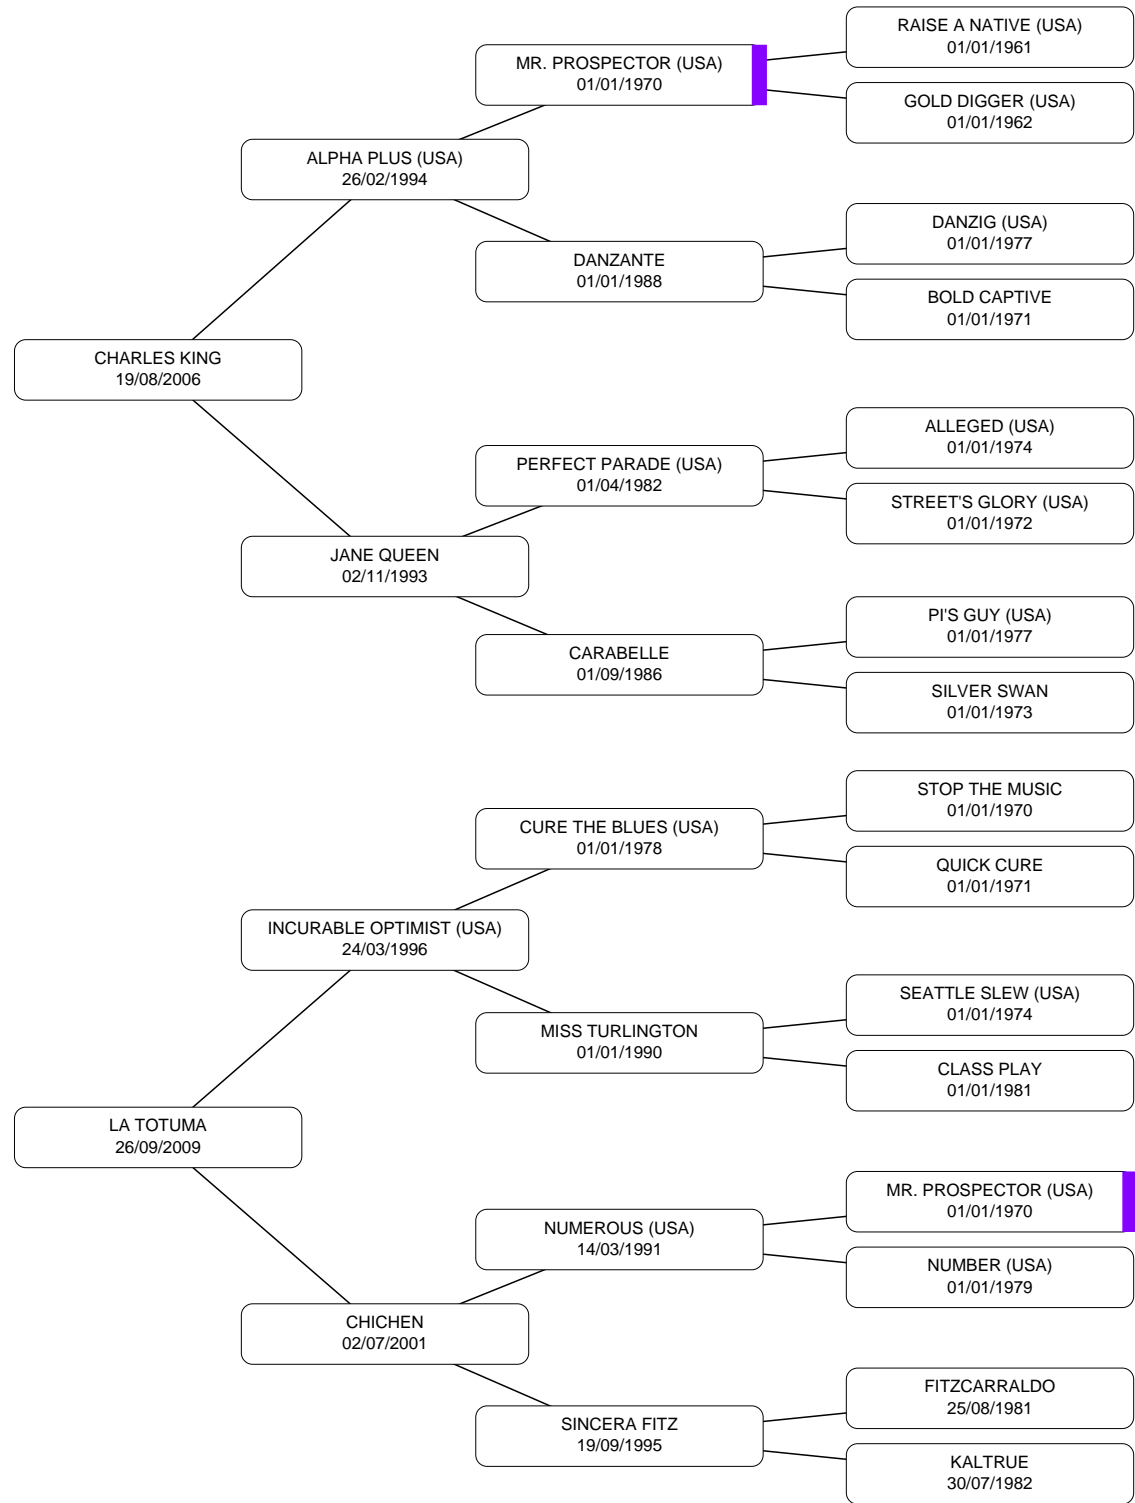 RAISE A NATIVE (USA)
01/01/1961
MR. PROSPECTOR (USA)
01/01/1970
GOLD DIGGER (USA)
01/01/1962
ALPHA PLUS (USA)
26/02/1994
DANZIG (USA)
01/01/1977
DANZANTE
01/01/1988
BOLD CAPTIVE
01/01/1971
CHARLES KING
19/08/2006
ALLEGED (USA)
01/01/1974
PERFECT PARADE (USA)
01/04/1982
STREET'S GLORY (USA)
01/01/1972
JANE QUEEN
02/11/1993
PI'S GUY (USA)
01/01/1977
CARABELLE
01/09/1986
SILVER SWAN
01/01/1973
STOP THE MUSIC
01/01/1970
CURE THE BLUES (USA)
01/01/1978
QUICK CURE
01/01/1971
INCURABLE OPTIMIST (USA)
24/03/1996
SEATTLE SLEW (USA)
01/01/1974
MISS TURLINGTON
01/01/1990
CLASS PLAY
01/01/1981
LA TOTUMA
26/09/2009
MR. PROSPECTOR (USA)
01/01/1970
NUMEROUS (USA)
14/03/1991
NUMBER (USA)
01/01/1979
CHICHEN
02/07/2001
FITZCARRALDO
25/08/1981
SINCERA FITZ
19/09/1995
KALTRUE
30/07/1982